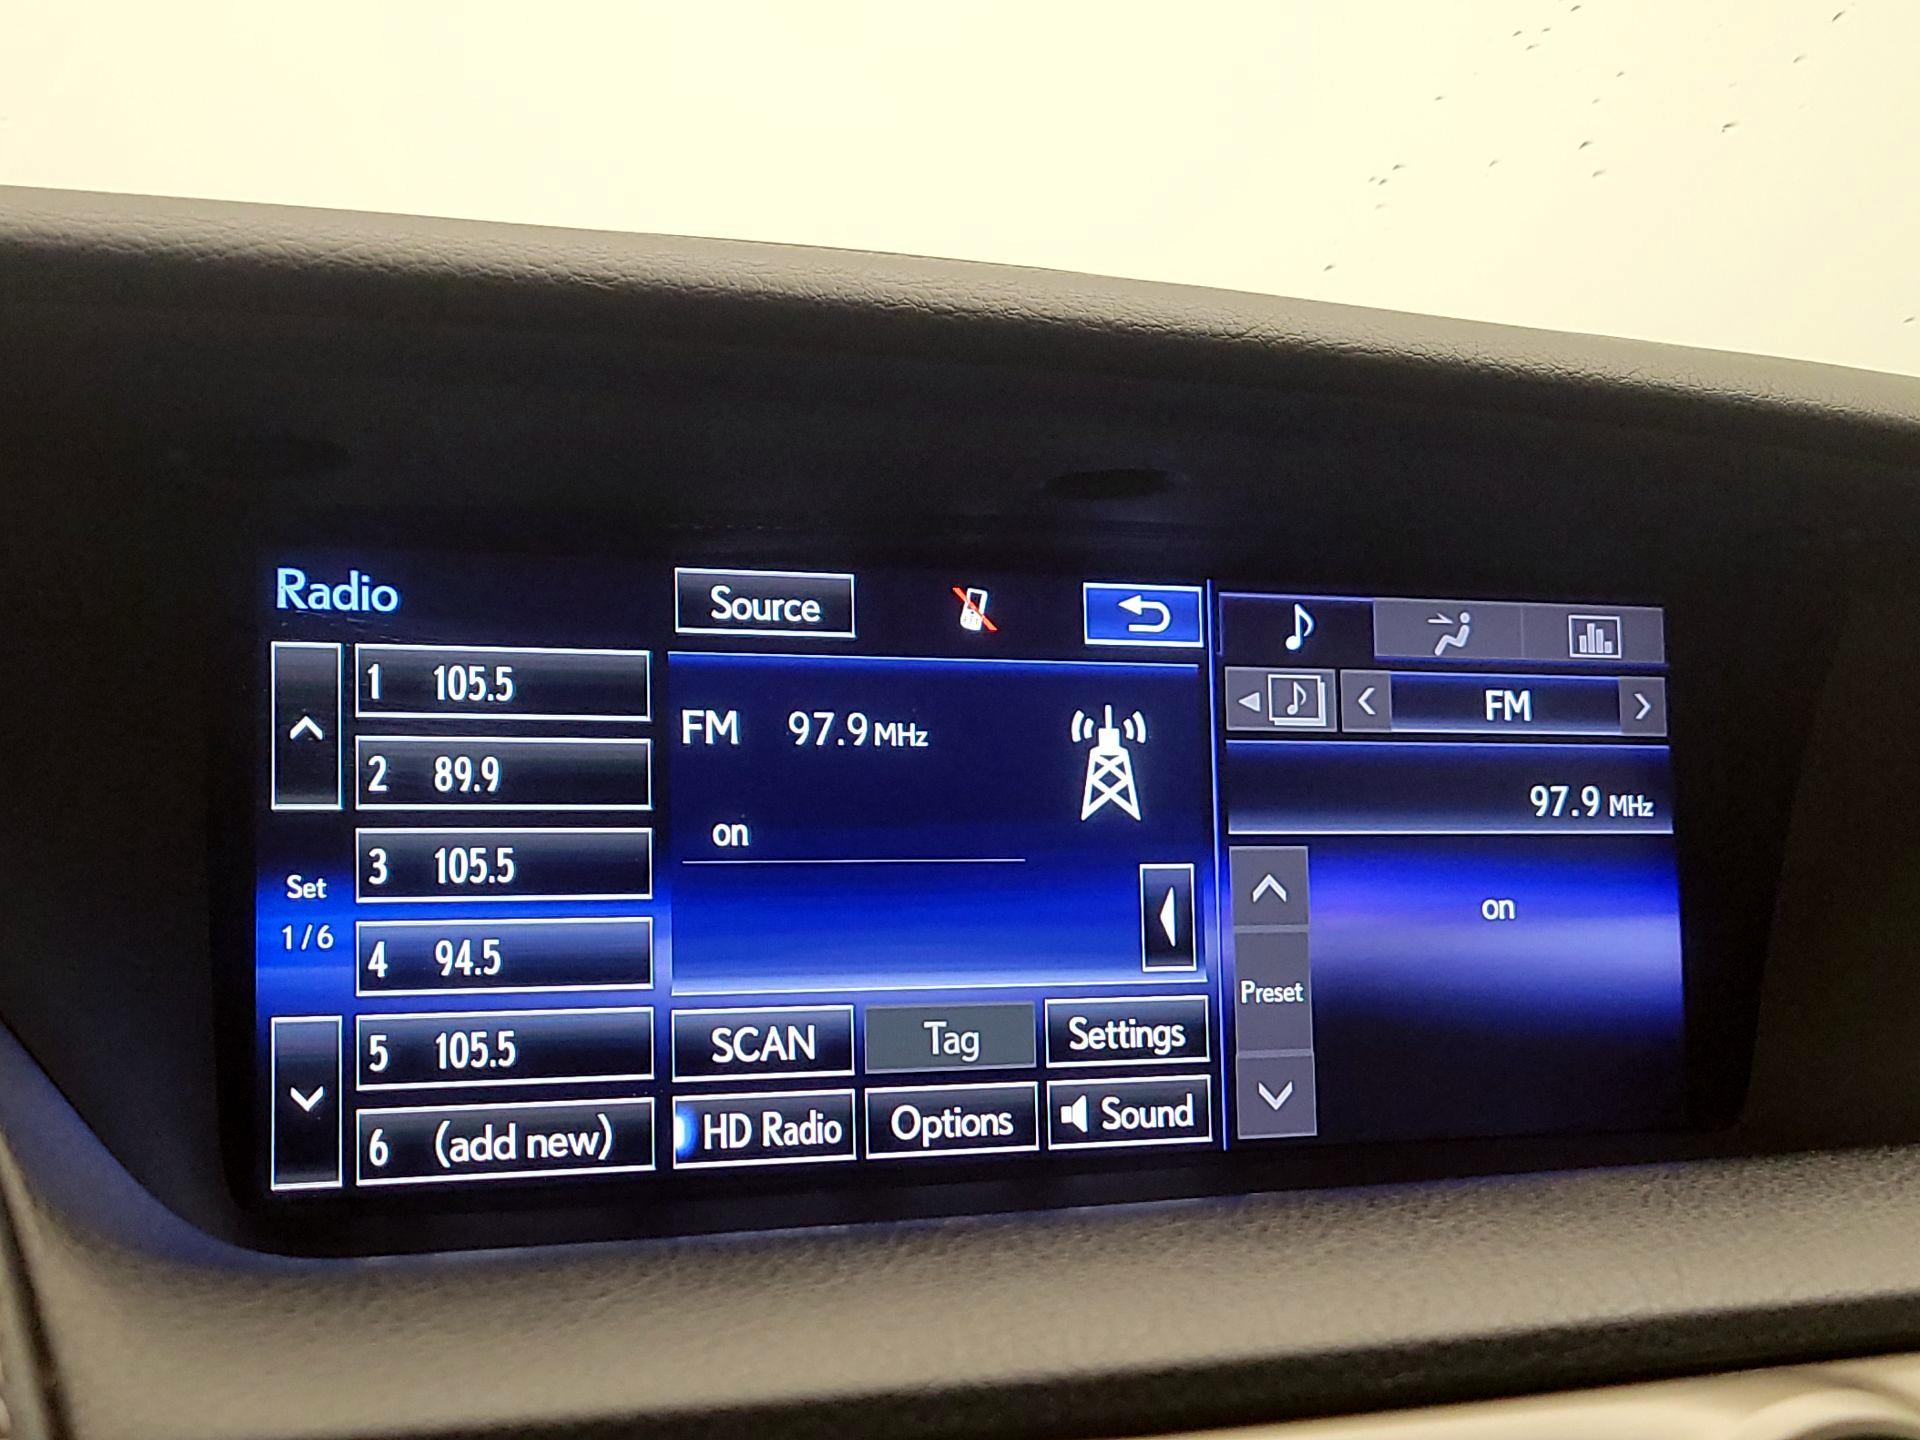 Radio
Source
1 105.5
2 89.9
3 105.5
4 94.5
5 105.5
6 (add new)
Set
1/6
FM 97.9 MHz
on
SCAN
Tag
Settings
HD Radio
Options
Sound
FM
97.9 MHz
on
Preset